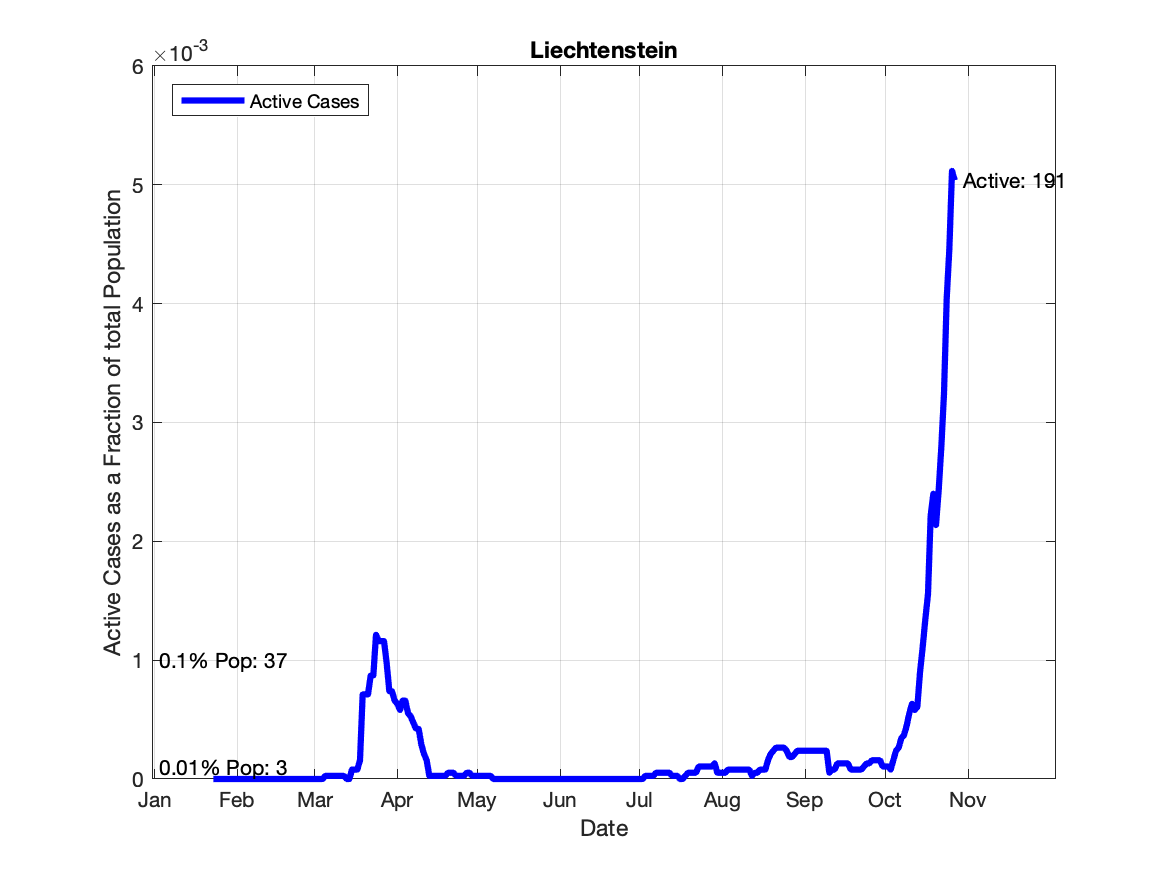 Liechtenstein
×10-3
Active Cases
6
5
4
3
2
1
0
Active Cases as a Fraction of total Population
Active: 191
0.1% Pop: 37
0.01% Pop: 3
Jan Feb Mar Apr May Jun Jul Aug Sep Oct Nov
Date